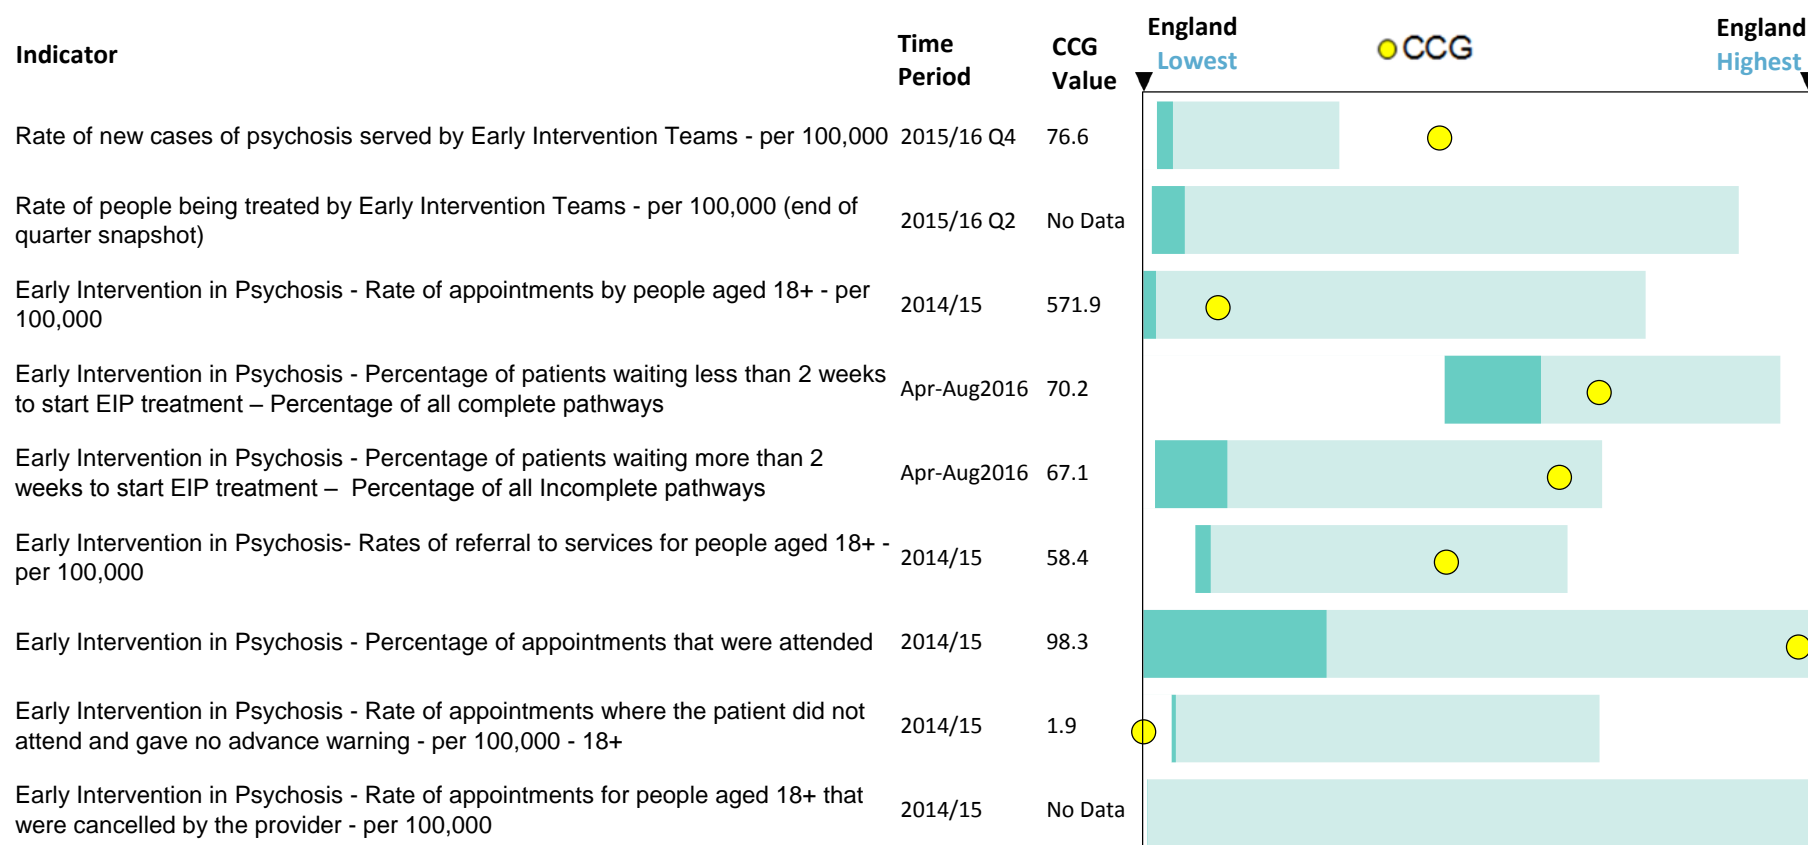 Indicator
Time Period
CCG Value
England Lowest
CCG
England Highest
Rate of new cases of psychosis served by Early Intervention Teams - per 100,000 2015/16 Q4 76.6
Rate of people being treated by Early Intervention Teams - per 100,000 (end of
quarter snapshot)
2015/16 Q2 No Data
Early Intervention in Psychosis - Rate of appointments by people aged 18+ - per
100,000
2014/15 571.9
Early Intervention in Psychosis - Percentage of patients waiting less than 2 weeks
to start EIP treatment – Percentage of all complete pathways
Apr-Aug2016 70.2
Early Intervention in Psychosis - Percentage of patients waiting more than 2
weeks to start EIP treatment – Percentage of all Incomplete pathways
Apr-Aug2016 67.1
Early Intervention in Psychosis- Rates of referral to services for people aged 18+ -
per 100,000
2014/15 58.4
Early Intervention in Psychosis - Percentage of appointments that were attended 2014/15 98.3
Early Intervention in Psychosis - Rate of appointments where the patient did not
attend and gave no advance warning - per 100,000 - 18+
2014/15 1.9
Early Intervention in Psychosis - Rate of appointments for people aged 18+ that
were cancelled by the provider - per 100,000
2014/15 No Data